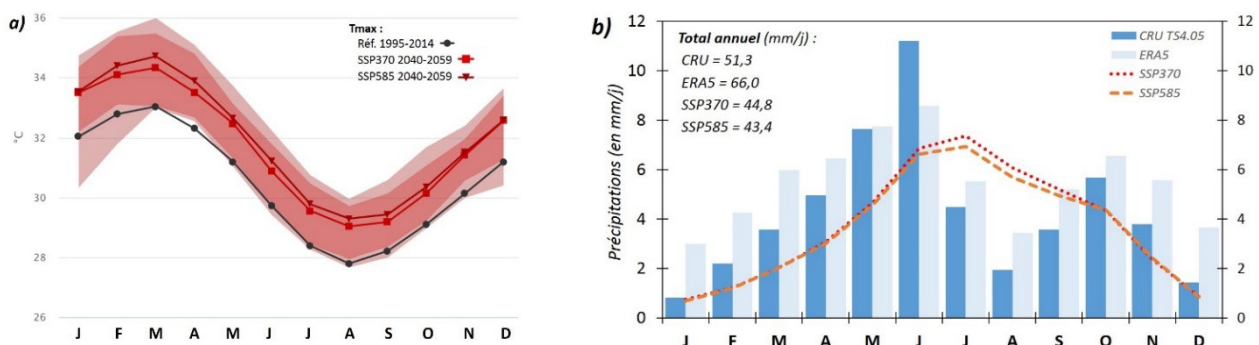 a)
36
34
32
30
28
26
°C
Tmax :
Réf. 1995-2014
SSP370 2040-2059
SSP585 2040-2059
J F M A M J J A S O N D
b)
12
10
8
6
4
2
0
Précipitations (en mm/j)
Total annuel (mm/j) :
CRU = 51,3
ERA5 = 66,0
SSP370 = 44,8
SSP585 = 43,4
CRU TS4.05
ERA5
SSP370
SSP585
12
10
8
6
4
2
0
J F M A M J J A S O N D